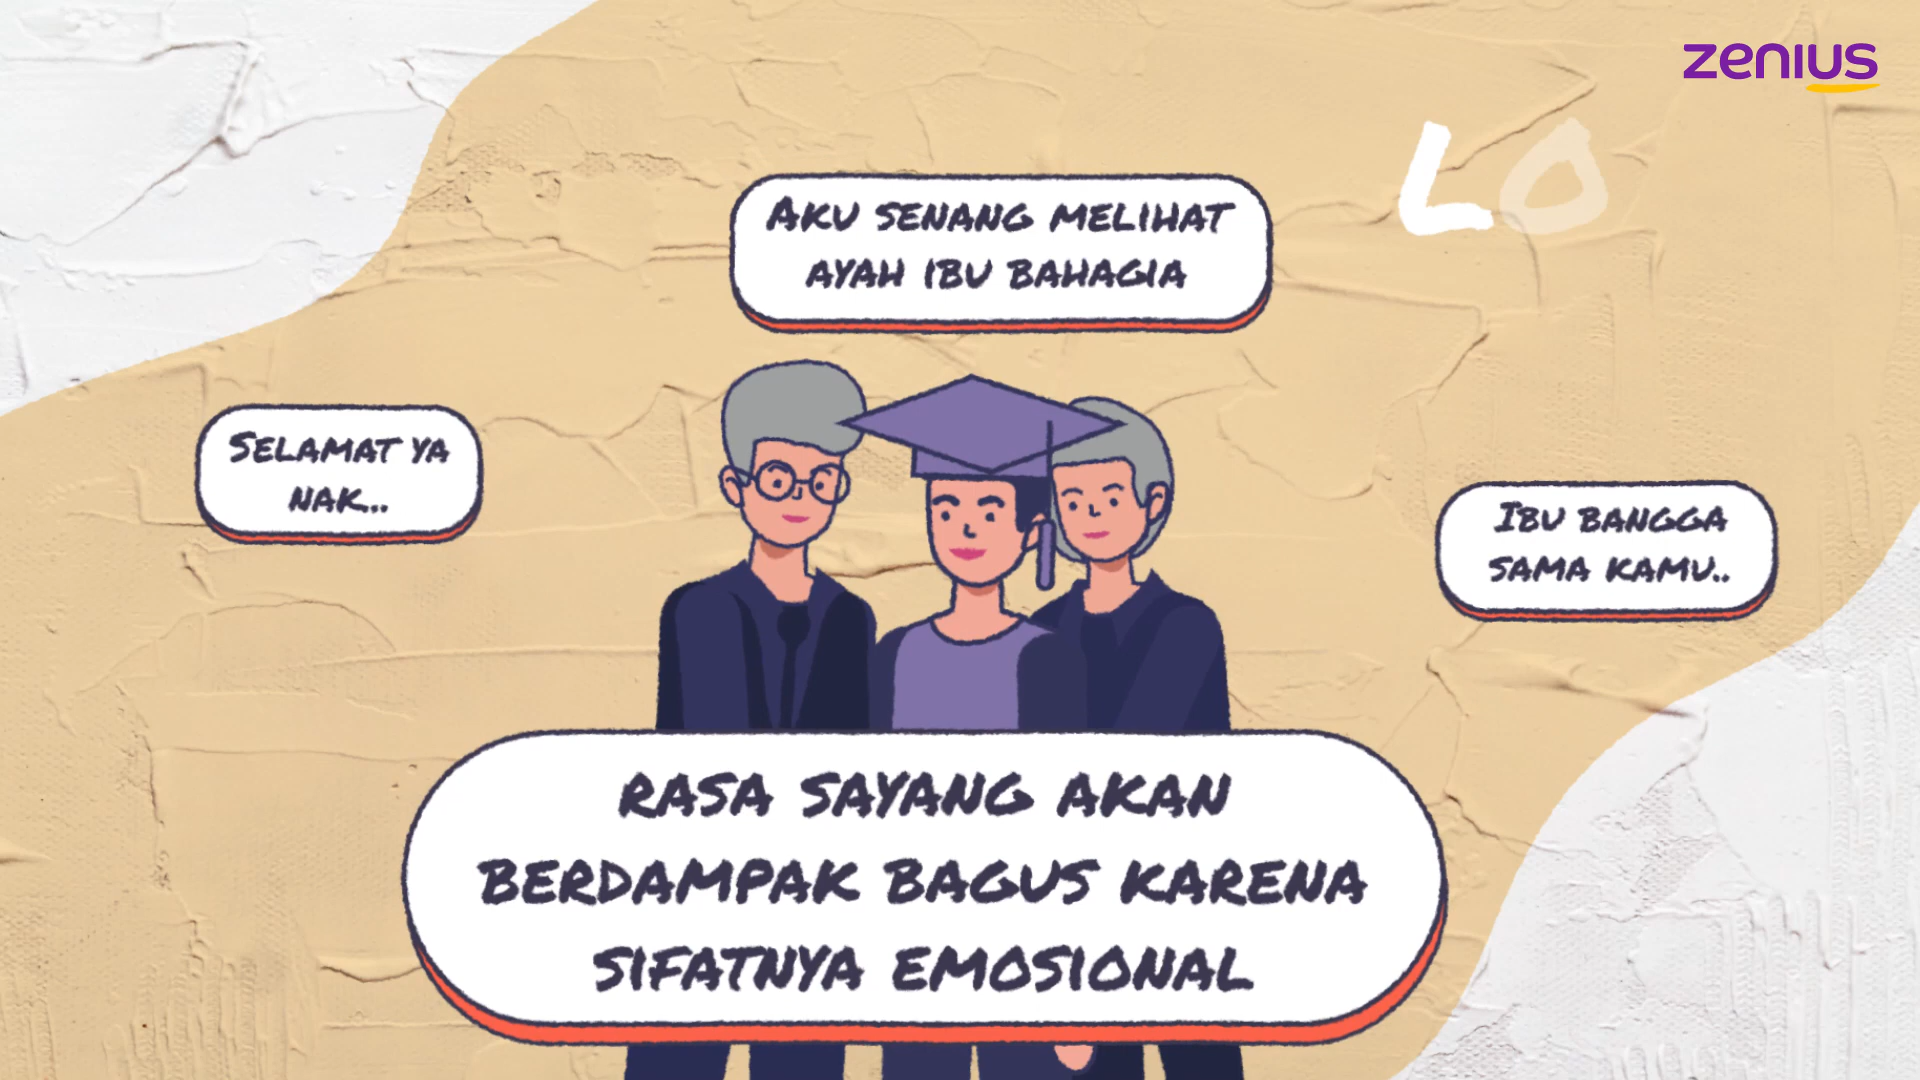 zenius
LO
AKU SENANG MELIHAT
AYAH IBU BAHAGIA
SELAMAT YA
NAK...
IBU BANGGA
SAMA KAMU..
RASA SAYANG AKAN
BERDAMPAK BAGUS KARENA
SIFATNYA EMOSIONAL